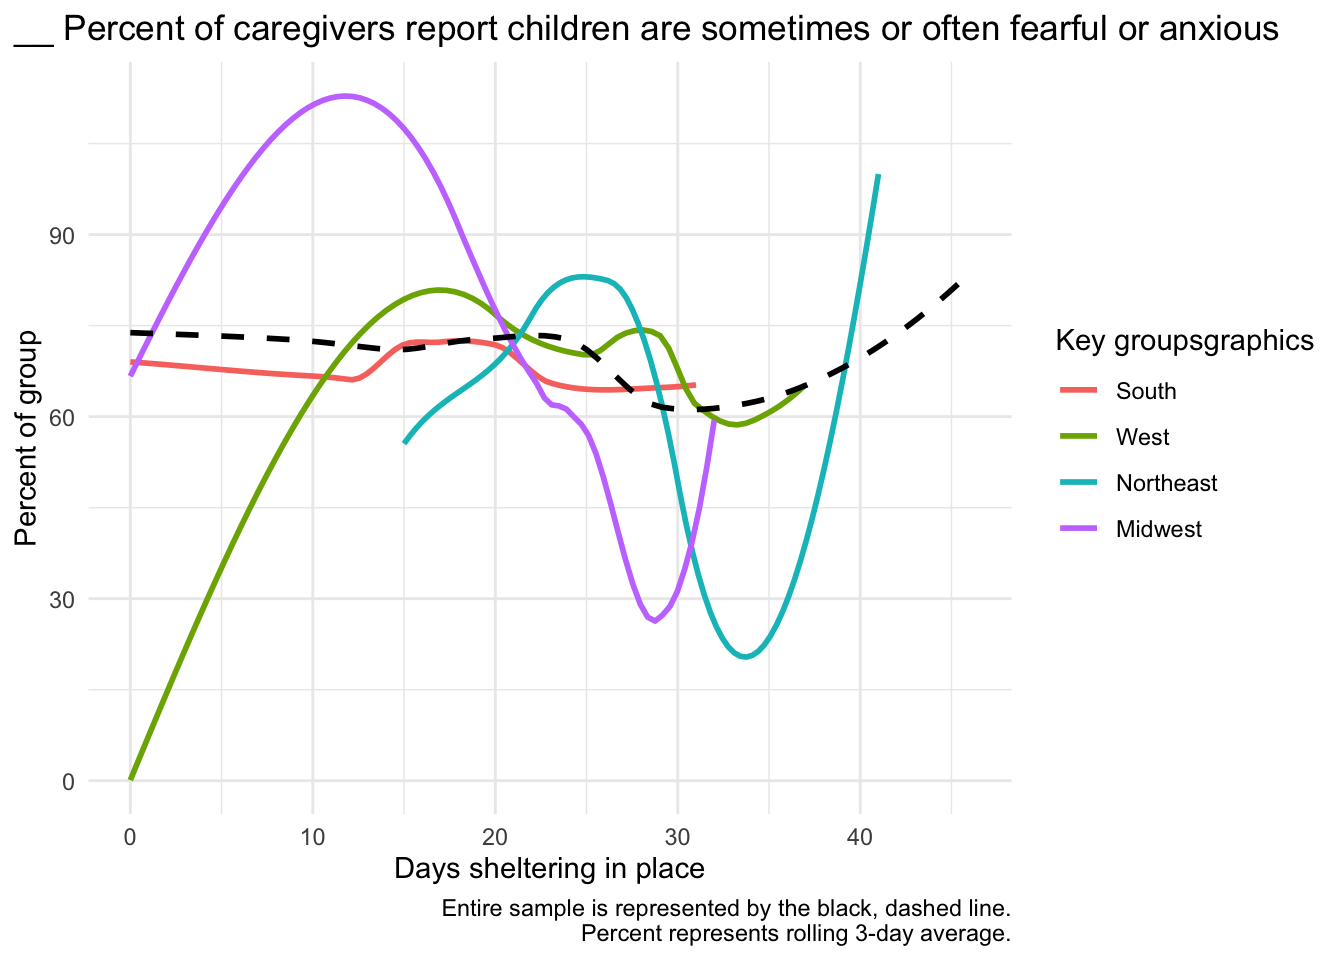 __ Percent of caregivers report children are sometimes or often fearful or anxious
90
60
30
0
Percent of group
0 10 20 30 40
Days sheltering in place
Key groupsgraphics
South
West
Northeast
Midwest
Entire sample is represented by the black, dashed line.
Percent represents rolling 3-day average.